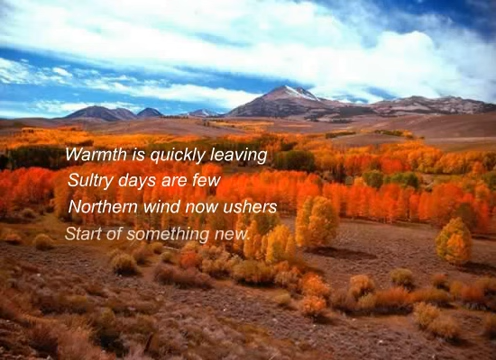 Warmth is quickly leaving
Sultry days are few
Northern wind now ushers
Start of something new.